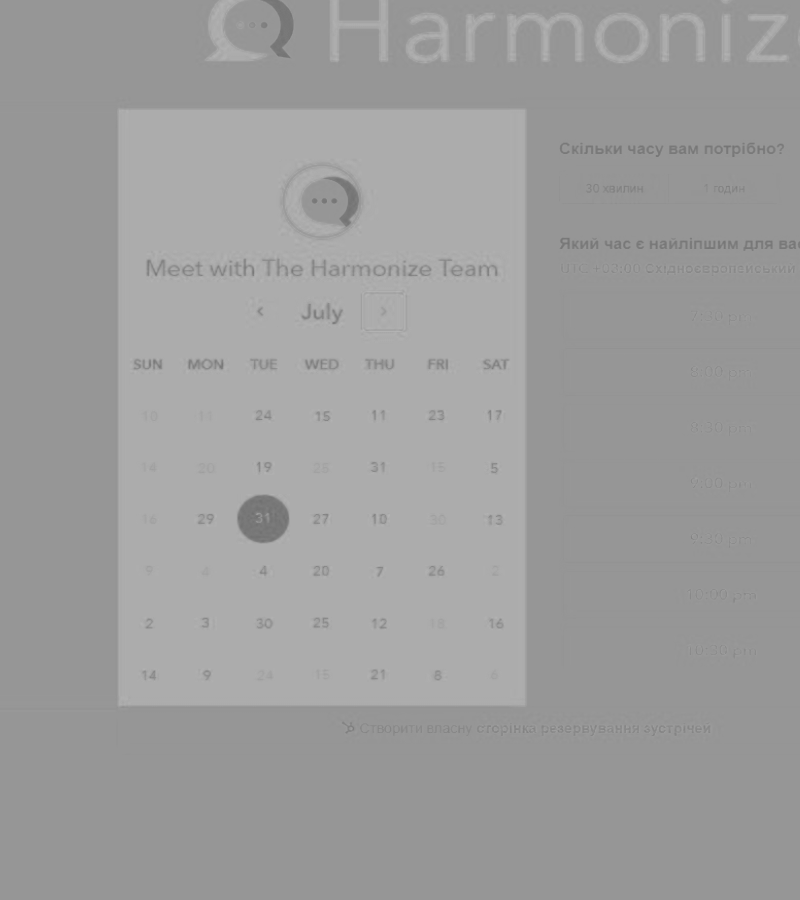 Harmoniz
Meet with The Harmonize Team
‹ July ›
SUN MON TUE WED THU FRI SAT
10 11 24 15 11 23 17
14 20 19 25 31 15 5
16 29 31 27 10 30 13
9 4 4 20 7 26 2
2 3 30 25 12 18 16
14 9 24 15 21 8 6
Скільки часу вам потрібно?
30 хвилин 1 годин
Який час є найліпшим для вас
UTC +03:00 Східноєвропейський
7:30 pm
8:00 pm
8:30 pm
9:00 pm
9:30 pm
10:00 pm
10:30 pm
Створити власну сторінка резервування зустрічей